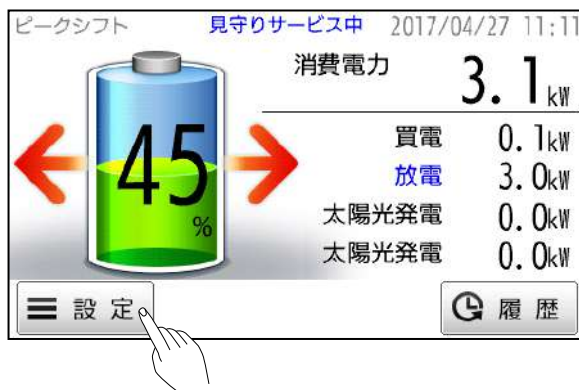 ピークシフト 見守りサービス中 2017/04/27 11:11
消費電力 3.1kW
45%
買電 0.1kW
放電 3.0kW
太陽光発電 0.0kW
太陽光発電 0.0kW
設定 履歴